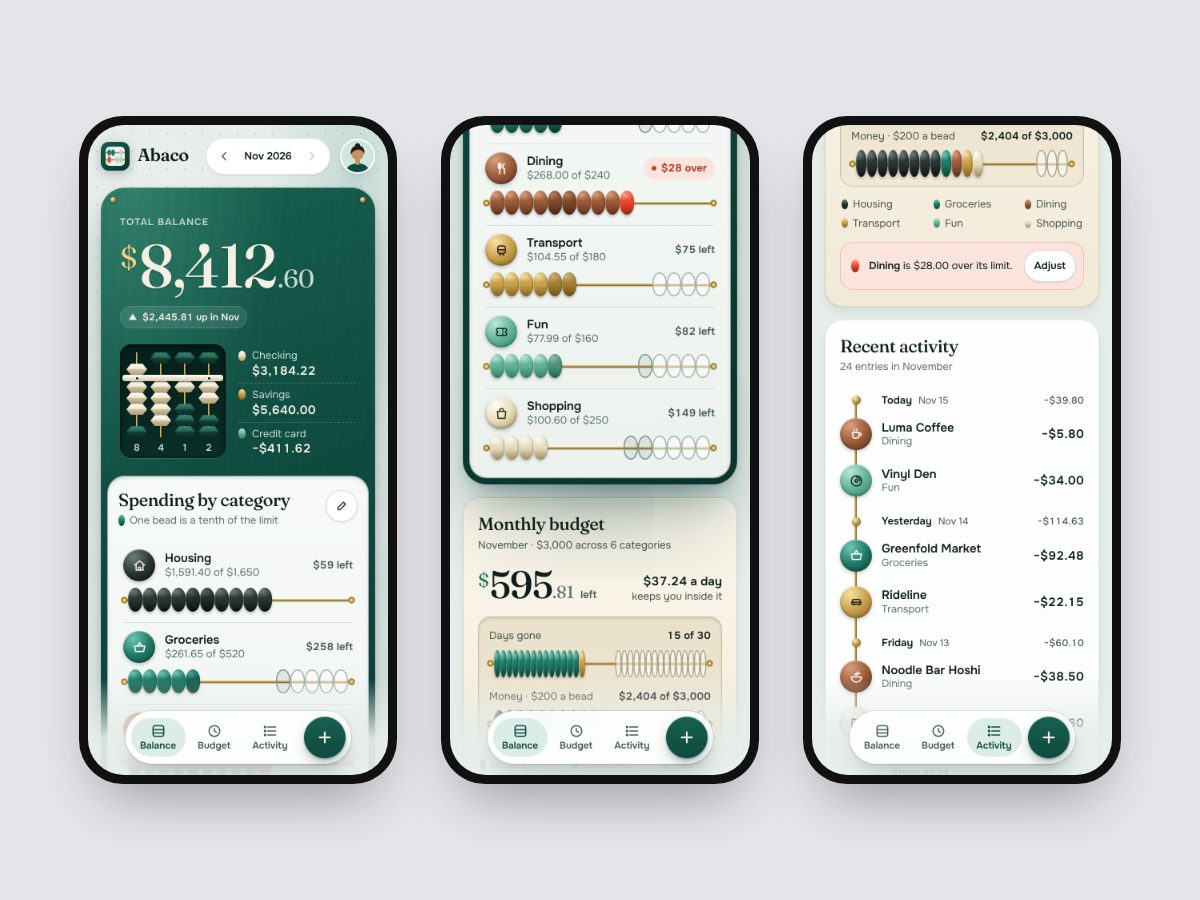 Abaco
Nov 2026
TOTAL BALANCE
$8,412.60
$2,445.81 up in Nov
Checking
$3,184.22
Savings
$5,640.00
Credit card
-$411.62
8 4 1 2
Spending by category
One bead is a tenth of the limit
Housing
$1,591.40 of $1,650
$59 left
Groceries
$261.65 of $520
$258 left
Balance
Budget
Activity
Dining
$268.00 of $240
$28 over
Transport
$104.55 of $180
$75 left
Fun
$77.99 of $160
$82 left
Shopping
$100.60 of $250
$149 left
Monthly budget
November · $3,000 across 6 categories
$595.81 left
$37.24 a day
keeps you inside it
Days gone
15 of 30
Money · $200 a bead
$2,404 of $3,000
Balance
Budget
Activity
Money · $200 a bead
$2,404 of $3,000
Housing
Groceries
Dining
Transport
Fun
Shopping
Dining is $28.00 over its limit.
Adjust
Recent activity
24 entries in November
Today Nov 15
-$39.80
Luma Coffee
Dining
-$5.80
Vinyl Den
Fun
-$34.00
Yesterday Nov 14
-$114.63
Greenfold Market
Groceries
-$92.48
Rideline
Transport
-$22.15
Friday Nov 13
-$60.10
Noodle Bar Hoshi
Dining
-$38.50
Balance
Budget
Activity
Show all 24